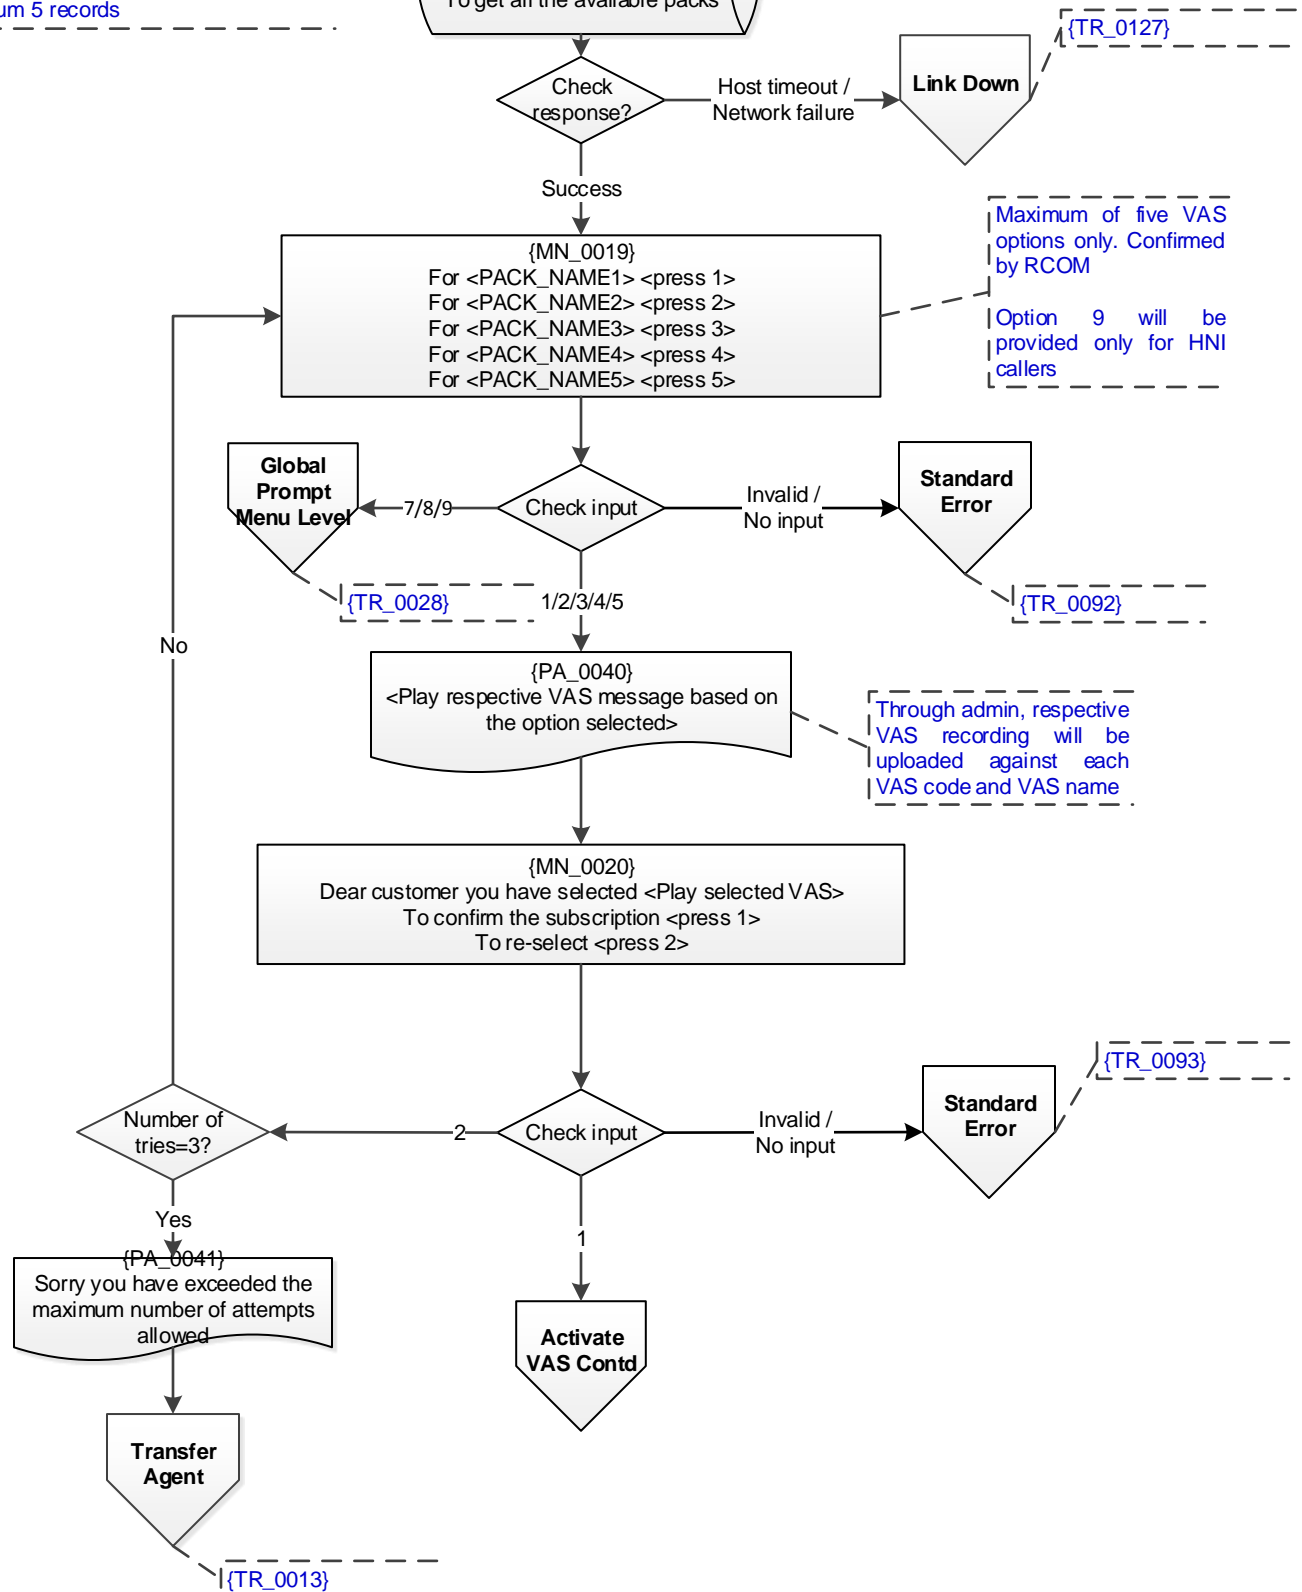 5 records
To get all the available packs
{TR_0127}
Check
response?
Host timeout /
Network failure
Link Down
Success
Maximum of five VAS
options only. Confirmed
by RCOM
Option 9 will be
provided only for HNI
callers
{MN_0019}
For <PACK_NAME1> <press 1>
For <PACK_NAME2> <press 2>
For <PACK_NAME3> <press 3>
For <PACK_NAME4> <press 4>
For <PACK_NAME5> <press 5>
Global
Prompt
Menu Level
7/8/9
Check input
Invalid /
No input
Standard
Error
{TR_0028}
1/2/3/4/5
{TR_0092}
No
{PA_0040}
<Play respective VAS message based on
the option selected>
Through admin, respective
VAS recording will be
uploaded against each
VAS code and VAS name
{MN_0020}
Dear customer you have selected <Play selected VAS>
To confirm the subscription <press 1>
To re-select <press 2>
{TR_0093}
Number of
tries=3?
2
Check input
Invalid /
No input
Standard
Error
Yes
1
{PA_0041}
Sorry you have exceeded the
maximum number of attempts
allowed
Activate
VAS Contd
Transfer
Agent
{TR_0013}